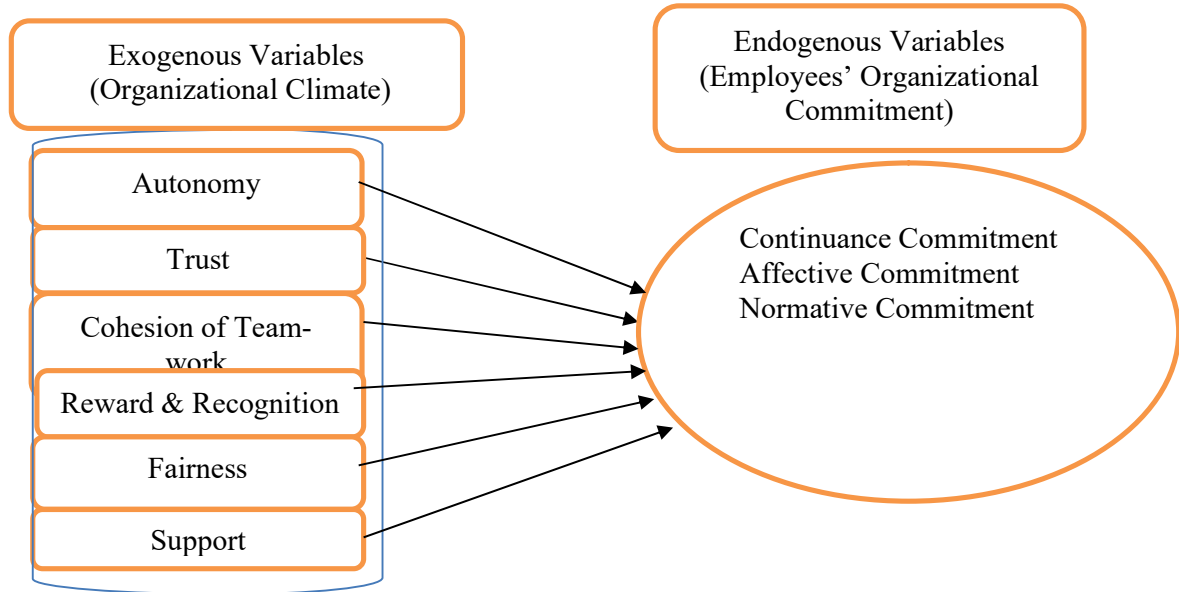 Exogenous Variables
(Organizational Climate)
Endogenous Variables
(Employees’ Organizational
Commitment)
Autonomy
Trust
Cohesion of Team-
work
Reward & Recognition
Fairness
Support
Continuance Commitment
Affective Commitment
Normative Commitment